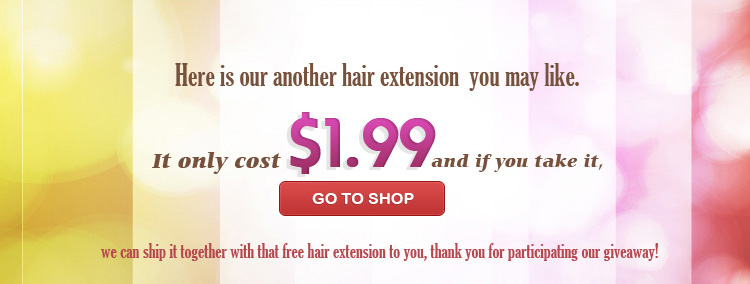 Here is our another hair extension you may like.
It only cost $1.99 and if you take it,
GO TO SHOP
we can ship it together with that free hair extension to you, thank you for participating our giveaway!